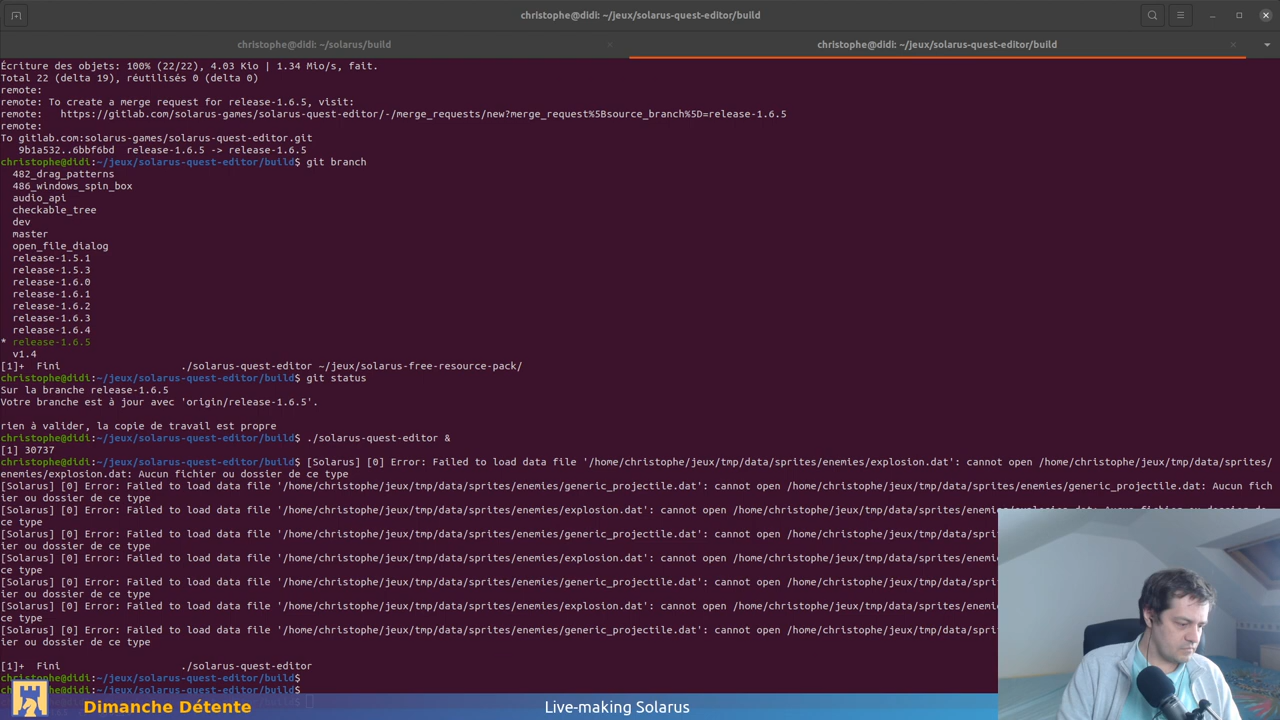 christophe@didi: ~/jeux/solarus-quest-editor/build
christophe@didi: ~/solarus/build
christophe@didi: ~/jeux/solarus-quest-editor/build
Écriture des objets: 100% (22/22), 4.03 Kio | 1.34 Mio/s, fait.
Total 22 (delta 19), réutilisés 0 (delta 0)
remote:
remote: To create a merge request for release-1.6.5, visit:
remote:   https://gitlab.com/solarus-games/solarus-quest-editor/-/merge_requests/new?merge_request%5Bsource_branch%5D=release-1.6.5
remote:
To gitlab.com:solarus-games/solarus-quest-editor.git
   9b1a532..6bbf6bd  release-1.6.5 -> release-1.6.5
christophe@didi:~/jeux/solarus-quest-editor/build$ git branch
  482_drag_patterns
  486_windows_spin_box
  audio_api
  checkable_tree
  dev
  master
  open_file_dialog
  release-1.5.1
  release-1.5.3
  release-1.6.0
  release-1.6.1
  release-1.6.2
  release-1.6.3
  release-1.6.4
* release-1.6.5
  v1.4
[1]+  Fini                    ./solarus-quest-editor ~/jeux/solarus-free-resource-pack/
christophe@didi:~/jeux/solarus-quest-editor/build$ git status
Sur la branche release-1.6.5
Votre branche est à jour avec 'origin/release-1.6.5'.
rien à valider, la copie de travail est propre
christophe@didi:~/jeux/solarus-quest-editor/build$ ./solarus-quest-editor &
[1] 30737
christophe@didi:~/jeux/solarus-quest-editor/build$ [Solarus] [0] Error: Failed to load data file '/home/christophe/jeux/tmp/data/sprites/enemies/explosion.dat': cannot open /home/christophe/jeux/tmp/data/sprites/
enemies/explosion.dat: Aucun fichier ou dossier de ce type
[Solarus] [0] Error: Failed to load data file '/home/christophe/jeux/tmp/data/sprites/enemies/generic_projectile.dat': cannot open /home/christophe/jeux/tmp/data/sprites/enemies/generic_projectile.dat: Aucun fich
ier ou dossier de ce type
[Solarus] [0] Error: Failed to load data file '/home/christophe/jeux/tmp/data/sprites/enemies/explosion.dat': cannot open /home/christophe/jeux/tmp/data/sprites/enemies/explosion.dat: Aucun fichier ou dossier de
ce type
[Solarus] [0] Error: Failed to load data file '/home/christophe/jeux/tmp/data/sprites/enemies/generic_projectile.dat': cannot open /home/christophe/jeux/tmp/data/sprites
ier ou dossier de ce type
[Solarus] [0] Error: Failed to load data file '/home/christophe/jeux/tmp/data/sprites/enemies/explosion.dat': cannot open /home/christophe/jeux/tmp/data/sprites/enemies/
ce type
[Solarus] [0] Error: Failed to load data file '/home/christophe/jeux/tmp/data/sprites/enemies/generic_projectile.dat': cannot open /home/christophe/jeux/tmp/data/sprites
ier ou dossier de ce type
[Solarus] [0] Error: Failed to load data file '/home/christophe/jeux/tmp/data/sprites/enemies/explosion.dat': cannot open /home/christophe/jeux/tmp/data/sprites/enemies/
ce type
[Solarus] [0] Error: Failed to load data file '/home/christophe/jeux/tmp/data/sprites/enemies/generic_projectile.dat': cannot open /home/christophe/jeux/tmp/data/sprites
ier ou dossier de ce type
[1]+  Fini                    ./solarus-quest-editor
christophe@didi:~/jeux/solarus-quest-editor/build$
christophe@didi:~/jeux/solarus-quest-editor/build$
Dimanche Détente
Live-making Solarus